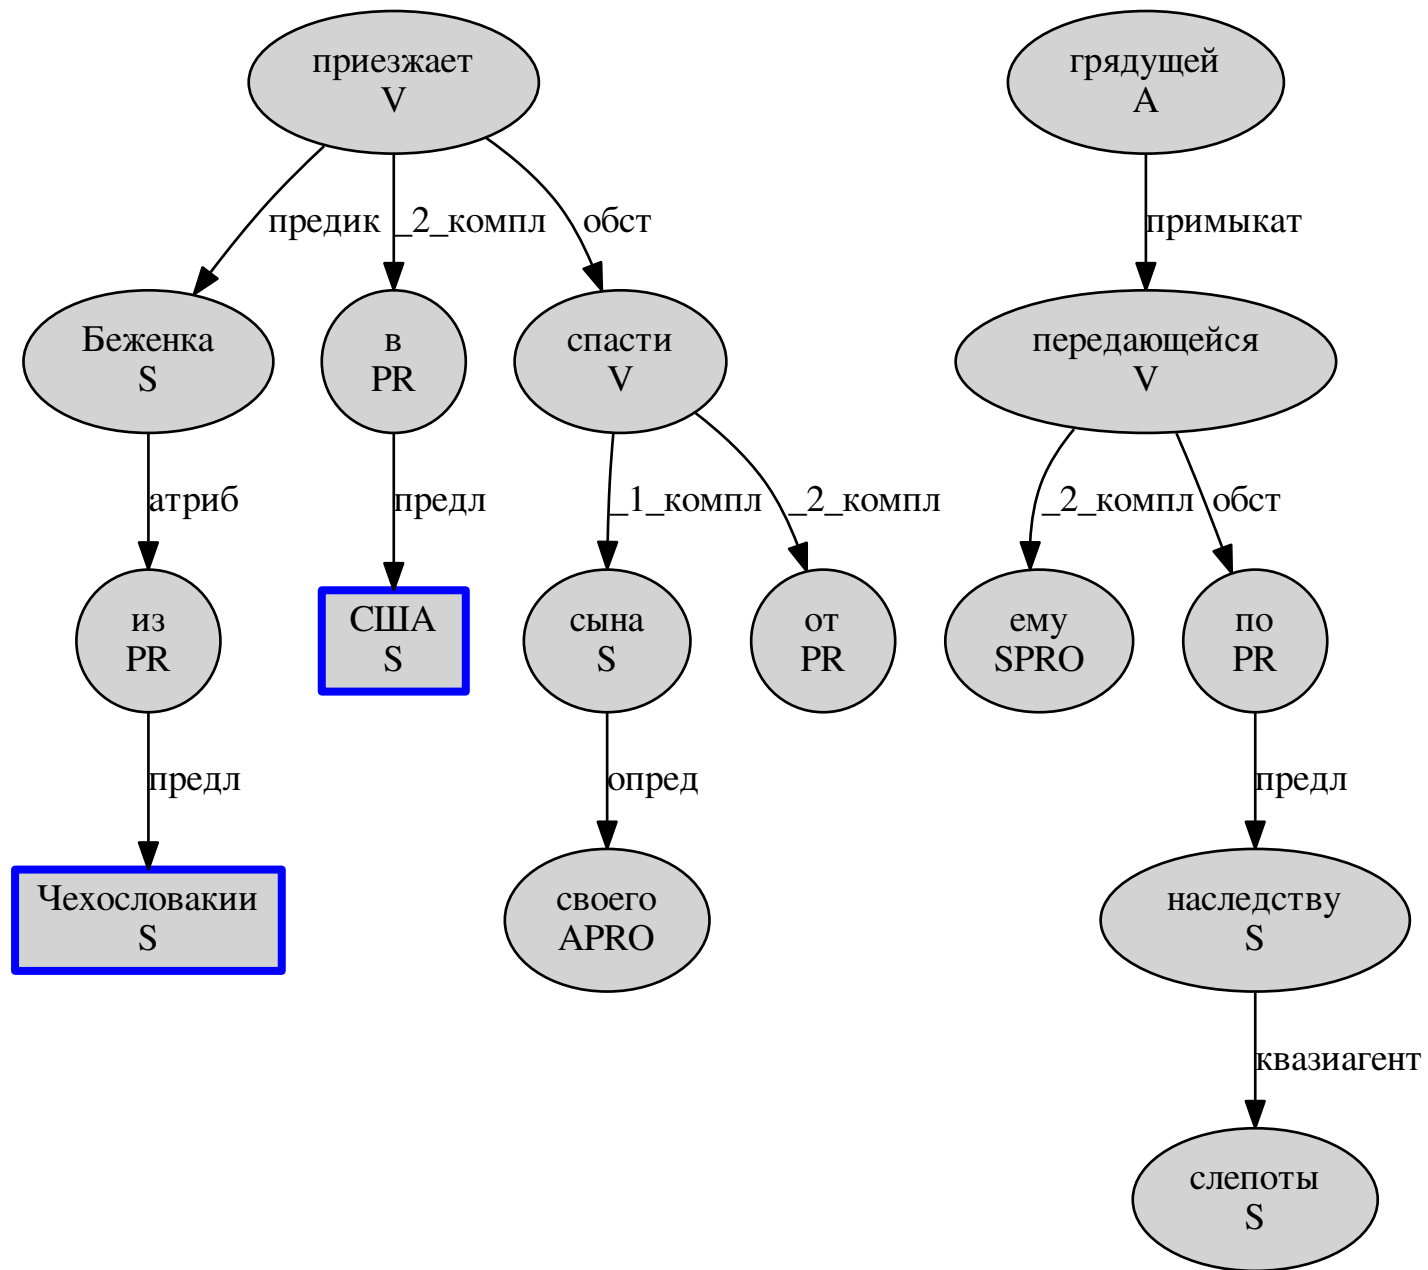 приезжает
V
грядущей
A
предик
_2_компл
обст
примыкат
Беженка
S
в
PR
спасти
V
передающейся
V
атриб
предл
_1_компл
_2_компл
_2_компл
обст
из
PR
США
S
сына
S
от
PR
ему
SPRO
по
PR
предл
опред
предл
Чехословакии
S
своего
APRO
наследству
S
квазиагент
слепоты
S